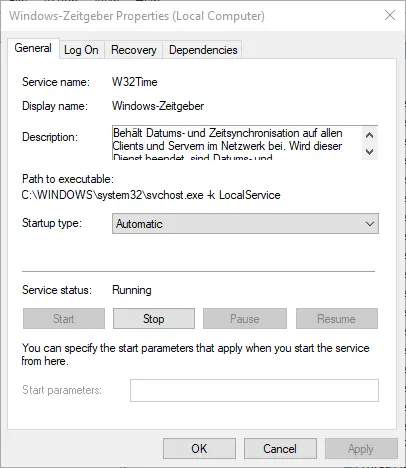 Windows-Zeitgeber Properties (Local Computer)
General Log On Recovery Dependencies
Service name: W32Time
Display name: Windows-Zeitgeber
Description: Behält Datums- und Zeitsynchronisation auf allen
Clients und Servern im Netzwerk bei. Wird dieser
Dienst beendet, sind Datums- und
Path to executable:
C:\WINDOWS\system32\svchost.exe -k LocalService
Startup type: Automatic
Service status: Running
Start Stop Pause Resume
You can specify the start parameters that apply when you start the service
from here.
Start parameters:
OK Cancel Apply